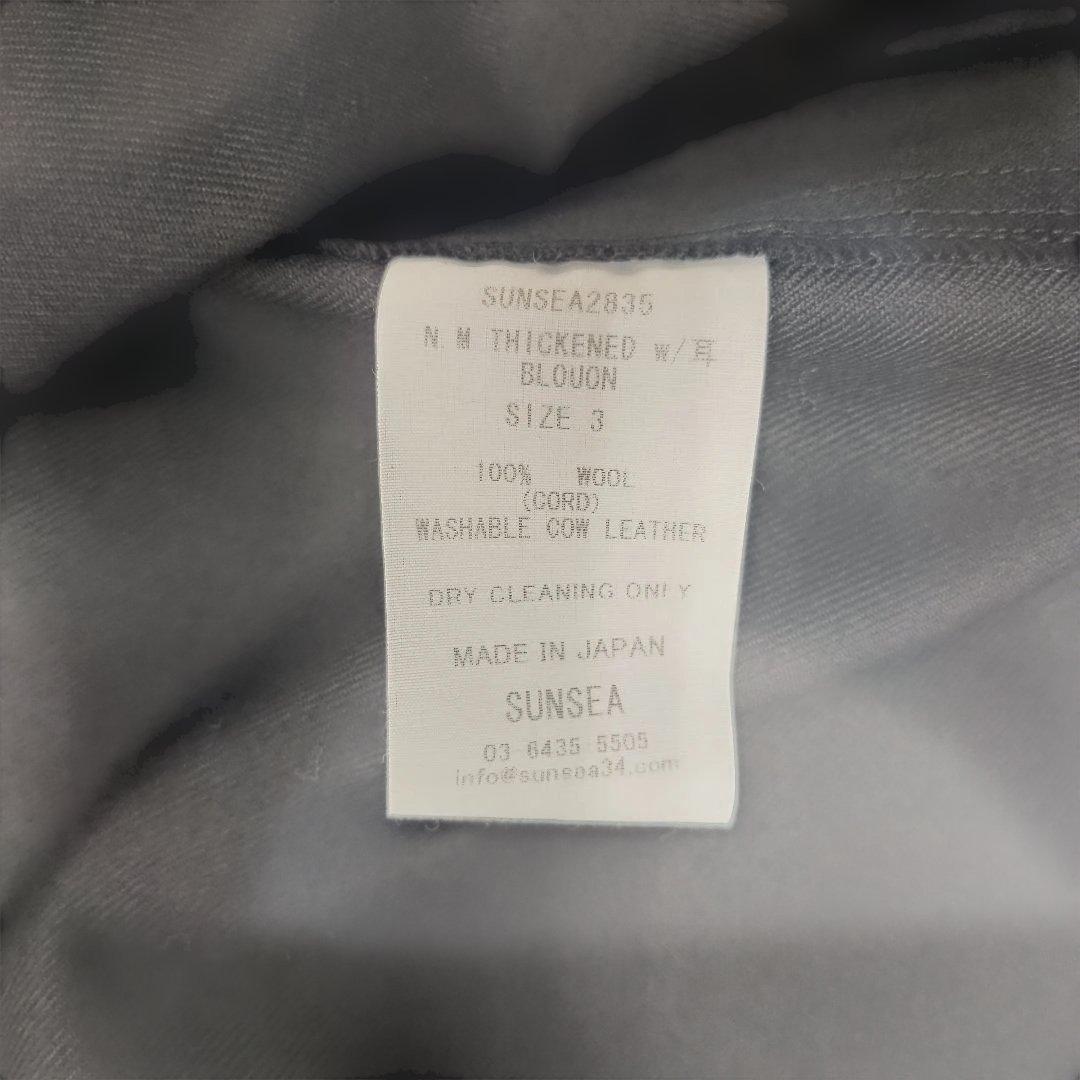 SUNSEA2835
N.M THICKENED w/耳
BLOUON
SIZE 3
100% WOOL
(CORD)
WASHABLE COW LEATHER
DRY CLEANING ONLY
MADE IN JAPAN
SUNSEA
03 6435 5505
info@sunsea34.com